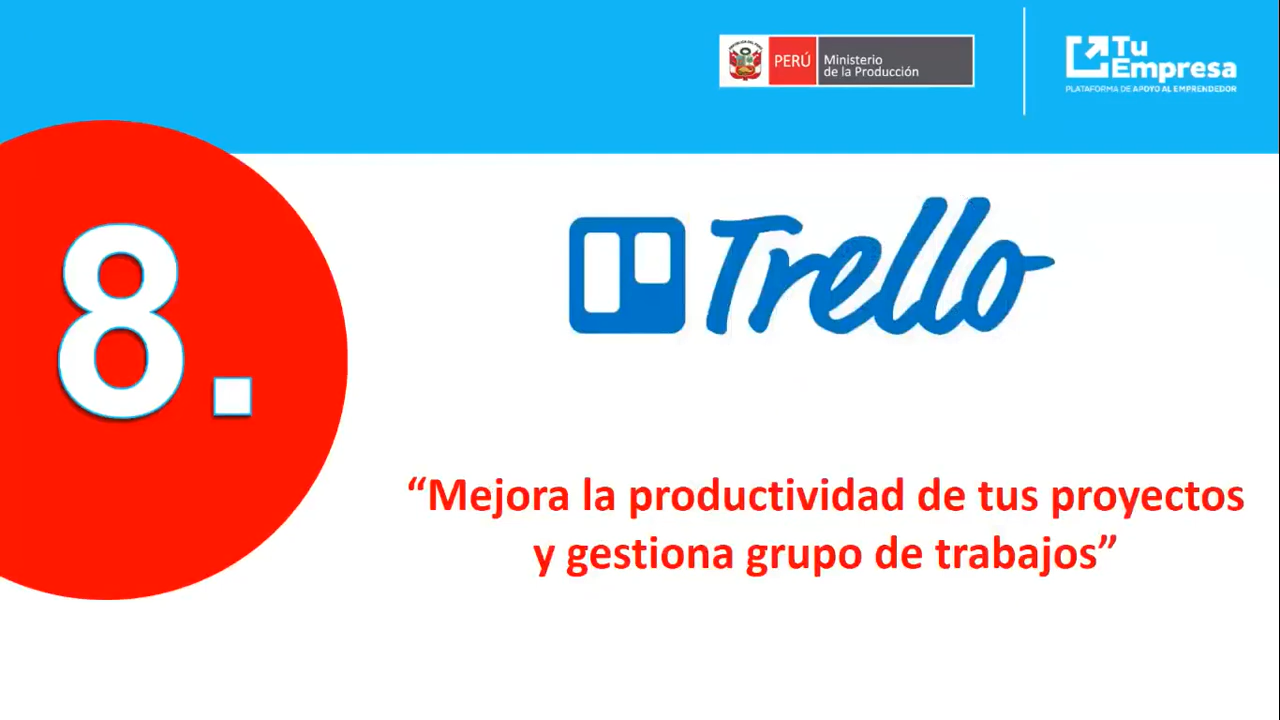 PERÚ
Ministerio
de la Producción
Tu
Empresa
PLATAFORMA DE APOYO AL EMPRENDEDOR
8.
Trello
“Mejora la productividad de tus proyectos
y gestiona grupo de trabajos”